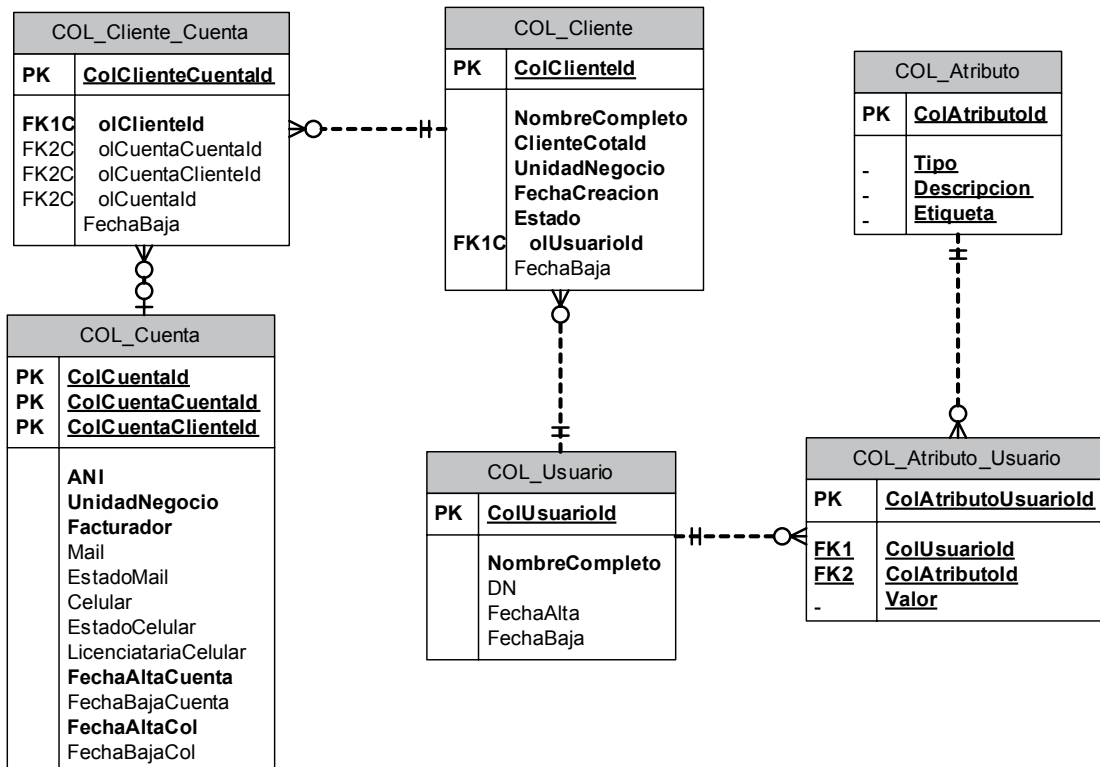 COL_Cliente_Cuenta
PK ColClienteCuentaId
FK1C olClienteId
FK2C olCuentaCuentaId
FK2C olCuentaClienteId
FK2C olCuentaId
FechaBaja
COL_Cliente
PK ColClienteId
NombreCompleto
ClienteCotaId
UnidadNegocio
FechaCreacion
Estado
FK1C olUsuarioId
FechaBaja
COL_Atributo
PK ColAtributoId
- Tipo
- Descripcion
- Etiqueta
COL_Cuenta
PK ColCuentaId
PK ColCuentaCuentaId
PK ColCuentaClienteId
ANI
UnidadNegocio
Facturador
Mail
EstadoMail
Celular
EstadoCelular
LicenciatariaCelular
FechaAltaCuenta
FechaBajaCuenta
FechaAltaCol
FechaBajaCol
COL_Usuario
PK ColUsuarioId
NombreCompleto
DN
FechaAlta
FechaBaja
COL_Atributo_Usuario
PK ColAtributoUsuarioId
FK1 ColUsuarioId
FK2 ColAtributoId
- Valor